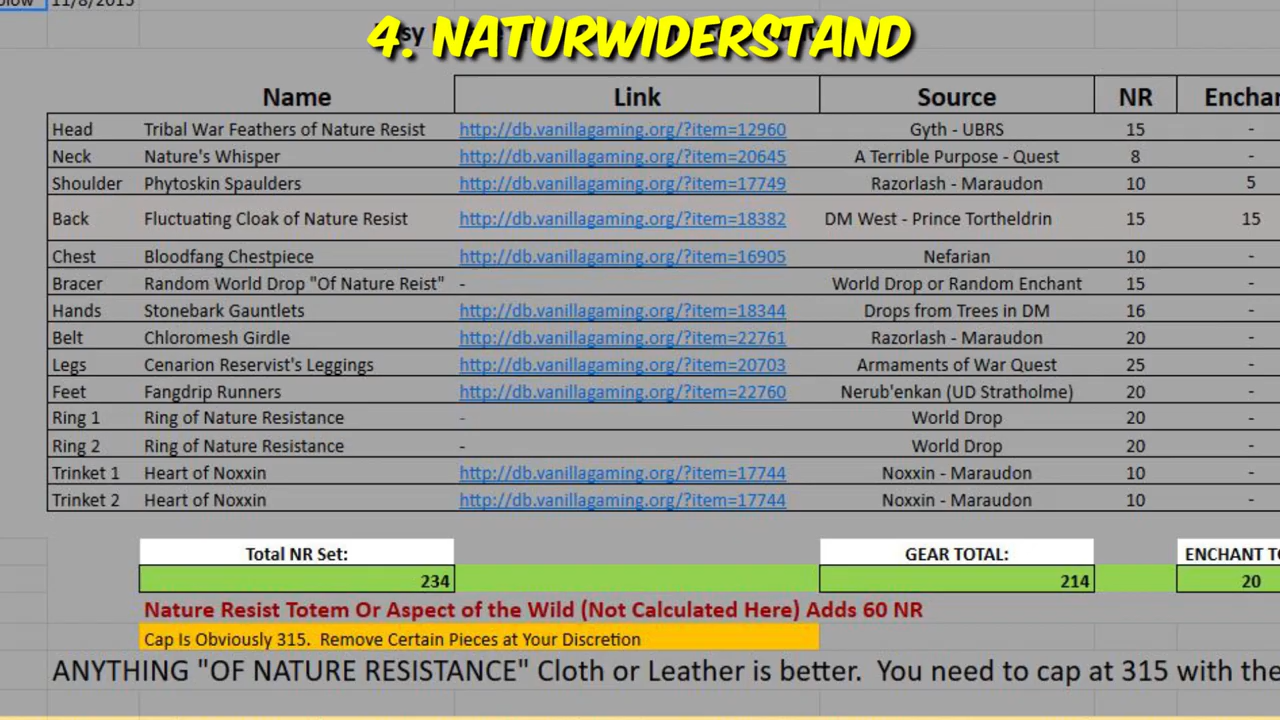 11/8/2015
4. NATURWIDERSTAND
Name Link Source NR
Head Tribal War Feathers of Nature Resist http://db.vanillagaming.org/?item=12960 Gyth - UBRS 15 -
Neck Nature's Whisper http://db.vanillagaming.org/?item=20645 A Terrible Purpose - Quest 8 -
Shoulder Phytoskin Spaulders http://db.vanillagaming.org/?item=17749 Razorlash - Maraudon 10 5
Back Fluctuating Cloak of Nature Resist http://db.vanillagaming.org/?item=18382 DM West - Prince Tortheldrin 15 15
Chest Bloodfang Chestpiece http://db.vanillagaming.org/?item=16905 Nefarian 10 -
Bracer Random World Drop "Of Nature Reist" - World Drop or Random Enchant 15 -
Hands Stonebark Gauntlets http://db.vanillagaming.org/?item=18344 Drops from Trees in DM 16 -
Belt Chloromesh Girdle http://db.vanillagaming.org/?item=22761 Razorlash - Maraudon 20 -
Legs Cenarion Reservist's Leggings http://db.vanillagaming.org/?item=20703 Armaments of War Quest 25 -
Feet Fangdrip Runners http://db.vanillagaming.org/?item=22760 Nerub'enkan (UD Stratholme) 20 -
Ring 1 Ring of Nature Resistance - World Drop 20 -
Ring 2 Ring of Nature Resistance - World Drop 20 -
Trinket 1 Heart of Noxxin http://db.vanillagaming.org/?item=17744 Noxxin - Maraudon 10 -
Trinket 2 Heart of Noxxin http://db.vanillagaming.org/?item=17744 Noxxin - Maraudon 10 -
Total NR Set: GEAR TOTAL: ENCHANT
234 214 20
Nature Resist Totem Or Aspect of the Wild (Not Calculated Here) Adds 60 NR
Cap Is Obviously 315. Remove Certain Pieces at Your Discretion
ANYTHING "OF NATURE RESISTANCE" Cloth or Leather is better. You need to cap at 315 with the